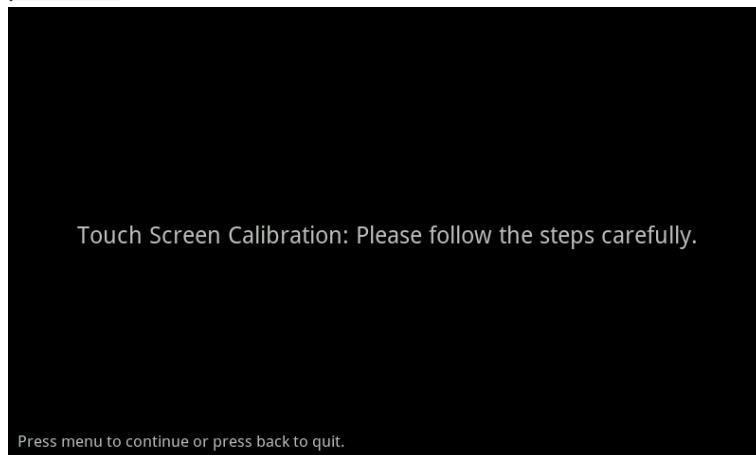 Touch Screen Calibration: Please follow the steps carefully.
Press menu to continue or press back to quit.